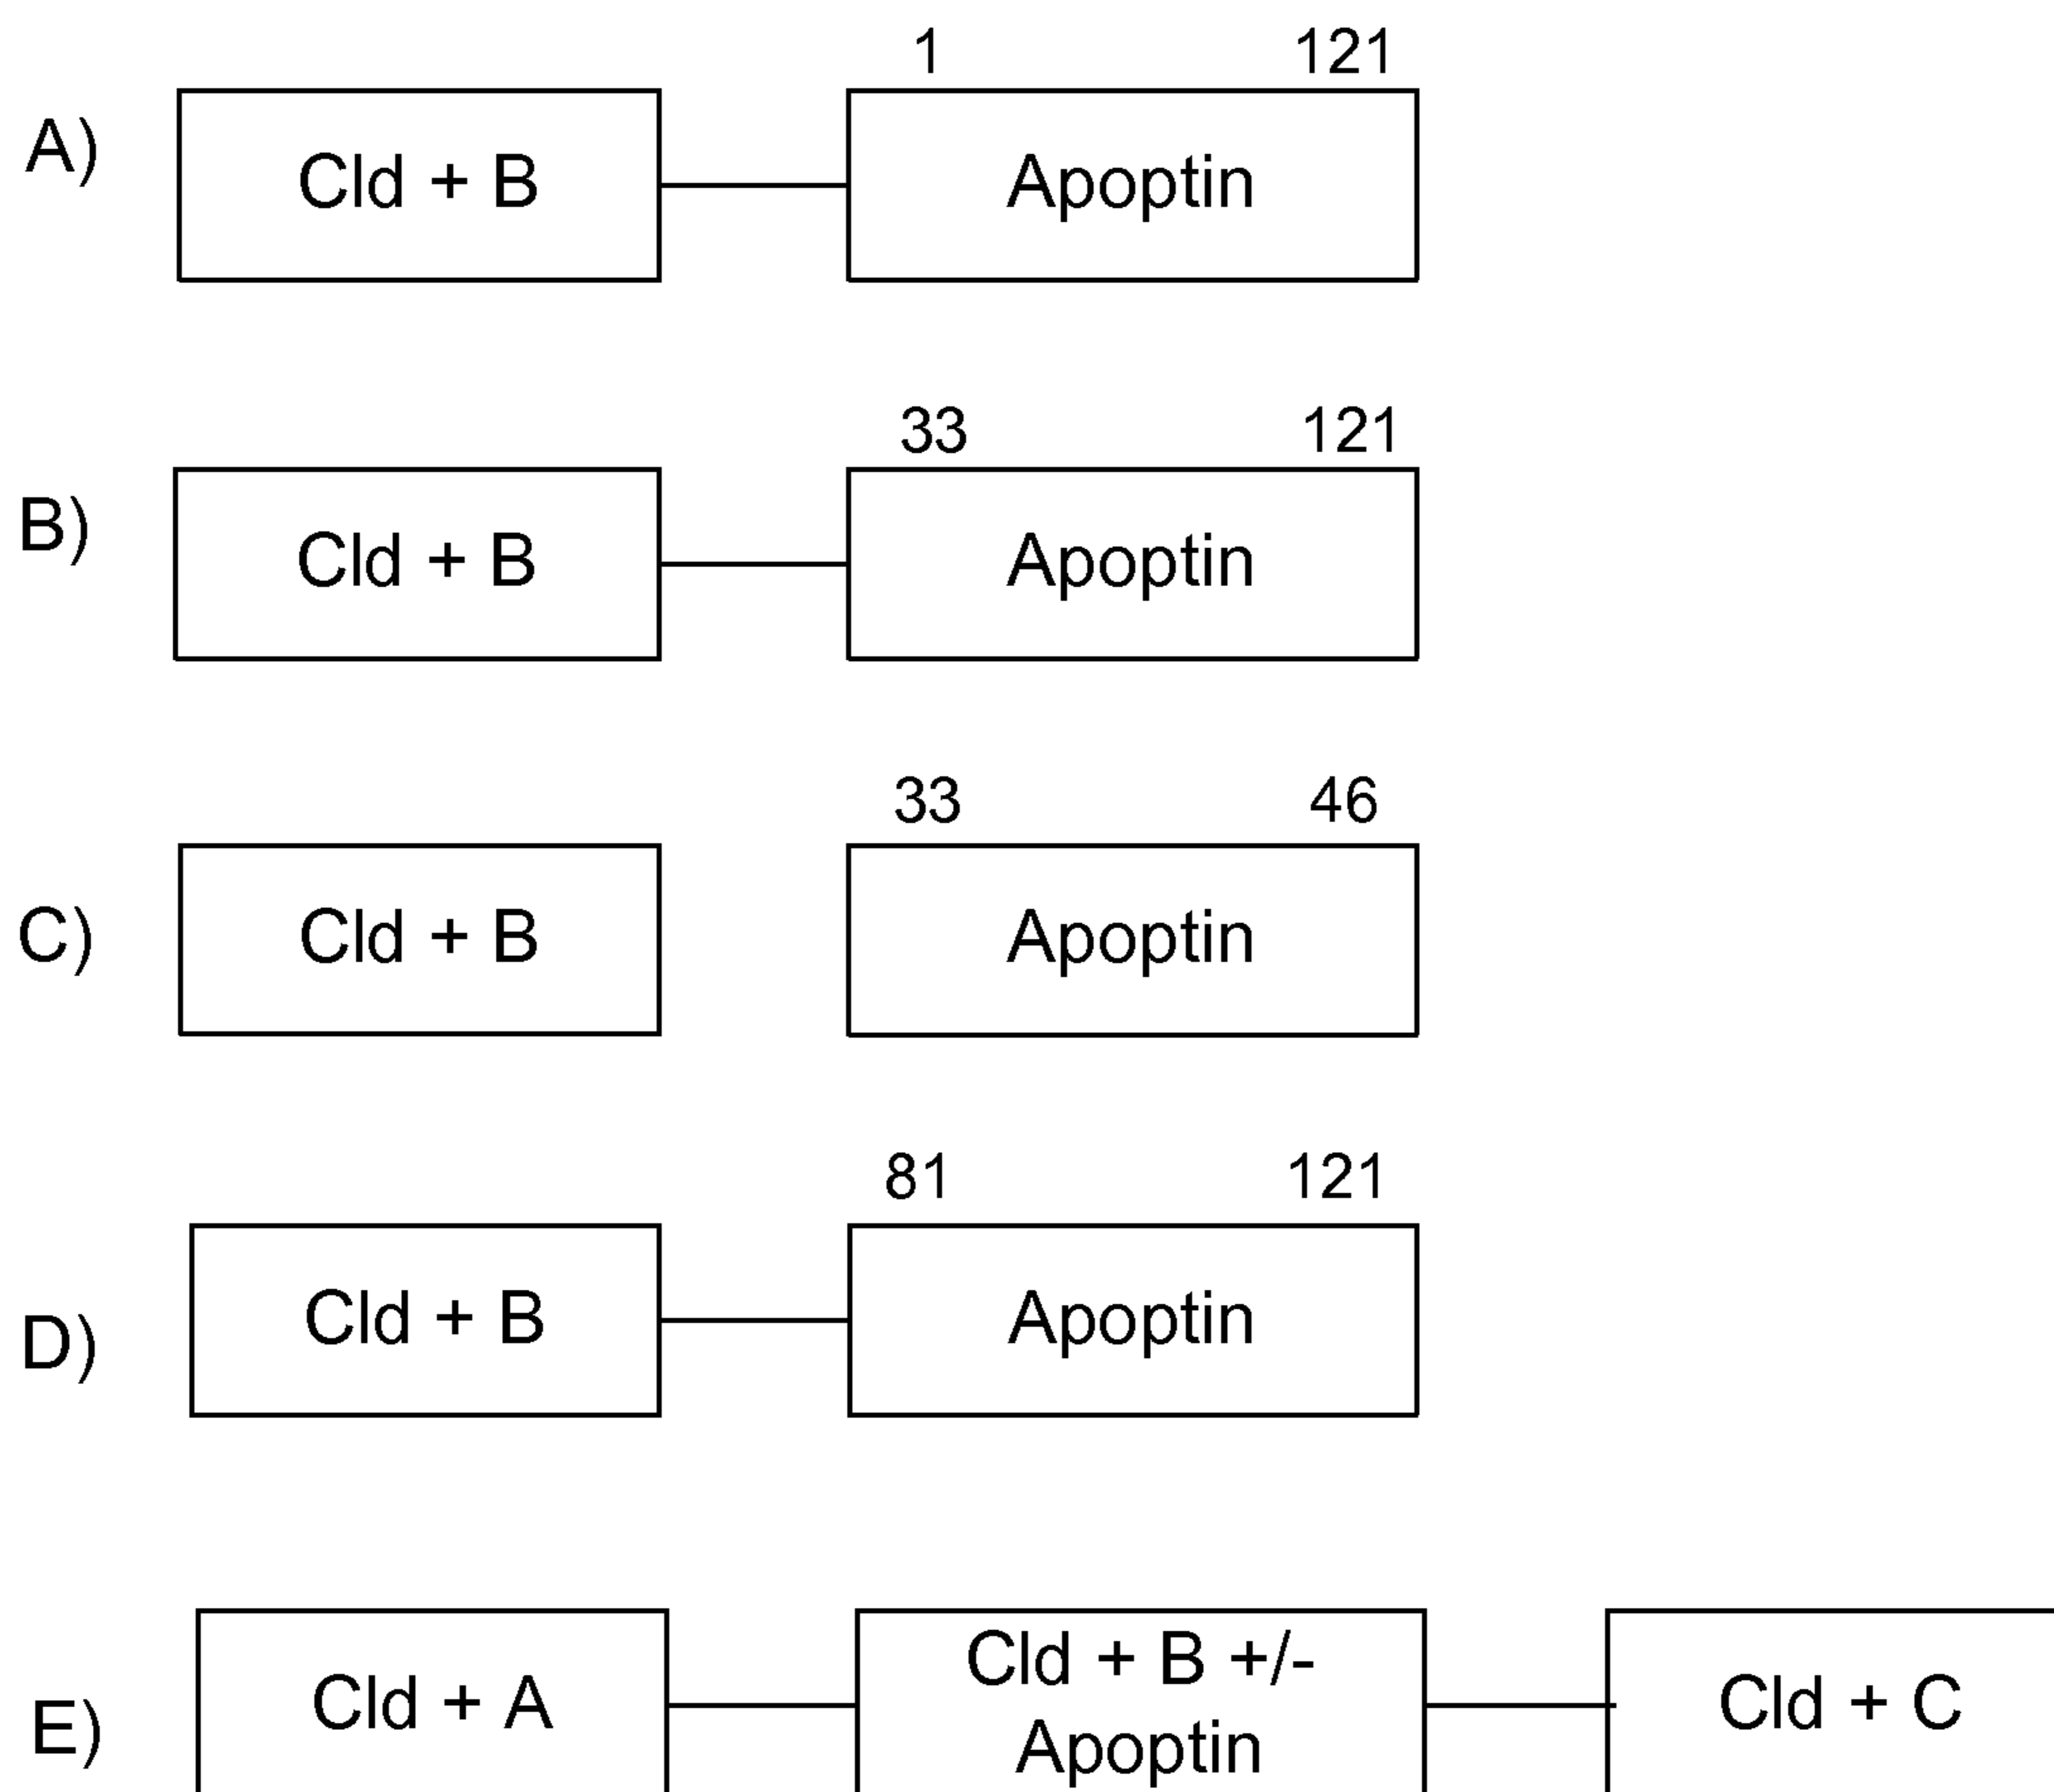 1 121
A) Cld + B Apoptin
33 121
B) Cld + B Apoptin
33 46
C) Cld + B Apoptin
81 121
D) Cld + B Apoptin
E) Cld + A Cld + B +/- Apoptin Cld + C